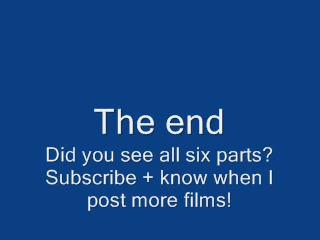 The end
Did you see all six parts?
Subscribe + know when I
post more films!